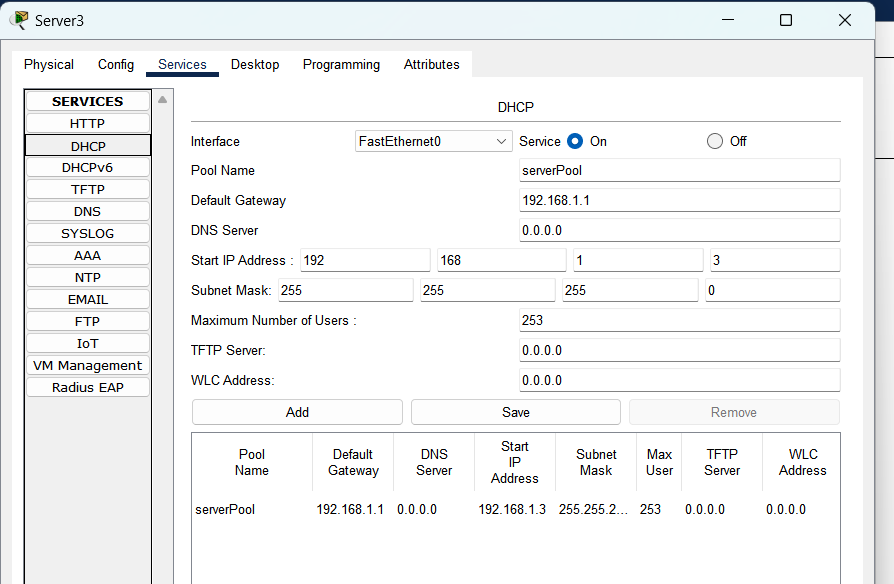 Server3
Physical Config Services Desktop Programming Attributes
SERVICES
HTTP
DHCP
DHCPv6
TFTP
DNS
SYSLOG
AAA
NTP
EMAIL
FTP
IoT
VM Management
Radius EAP
DHCP
Interface FastEthernet0 Service On Off
Pool Name serverPool
Default Gateway 192.168.1.1
DNS Server 0.0.0.0
Start IP Address : 192 168 1 3
Subnet Mask: 255 255 255 0
Maximum Number of Users : 253
TFTP Server: 0.0.0.0
WLC Address: 0.0.0.0
Add Save Remove
Pool Name Default Gateway DNS Server Start IP Address Subnet Mask Max User TFTP Server WLC Address
serverPool 192.168.1.1 0.0.0.0 192.168.1.3 255.255.2... 253 0.0.0.0 0.0.0.0